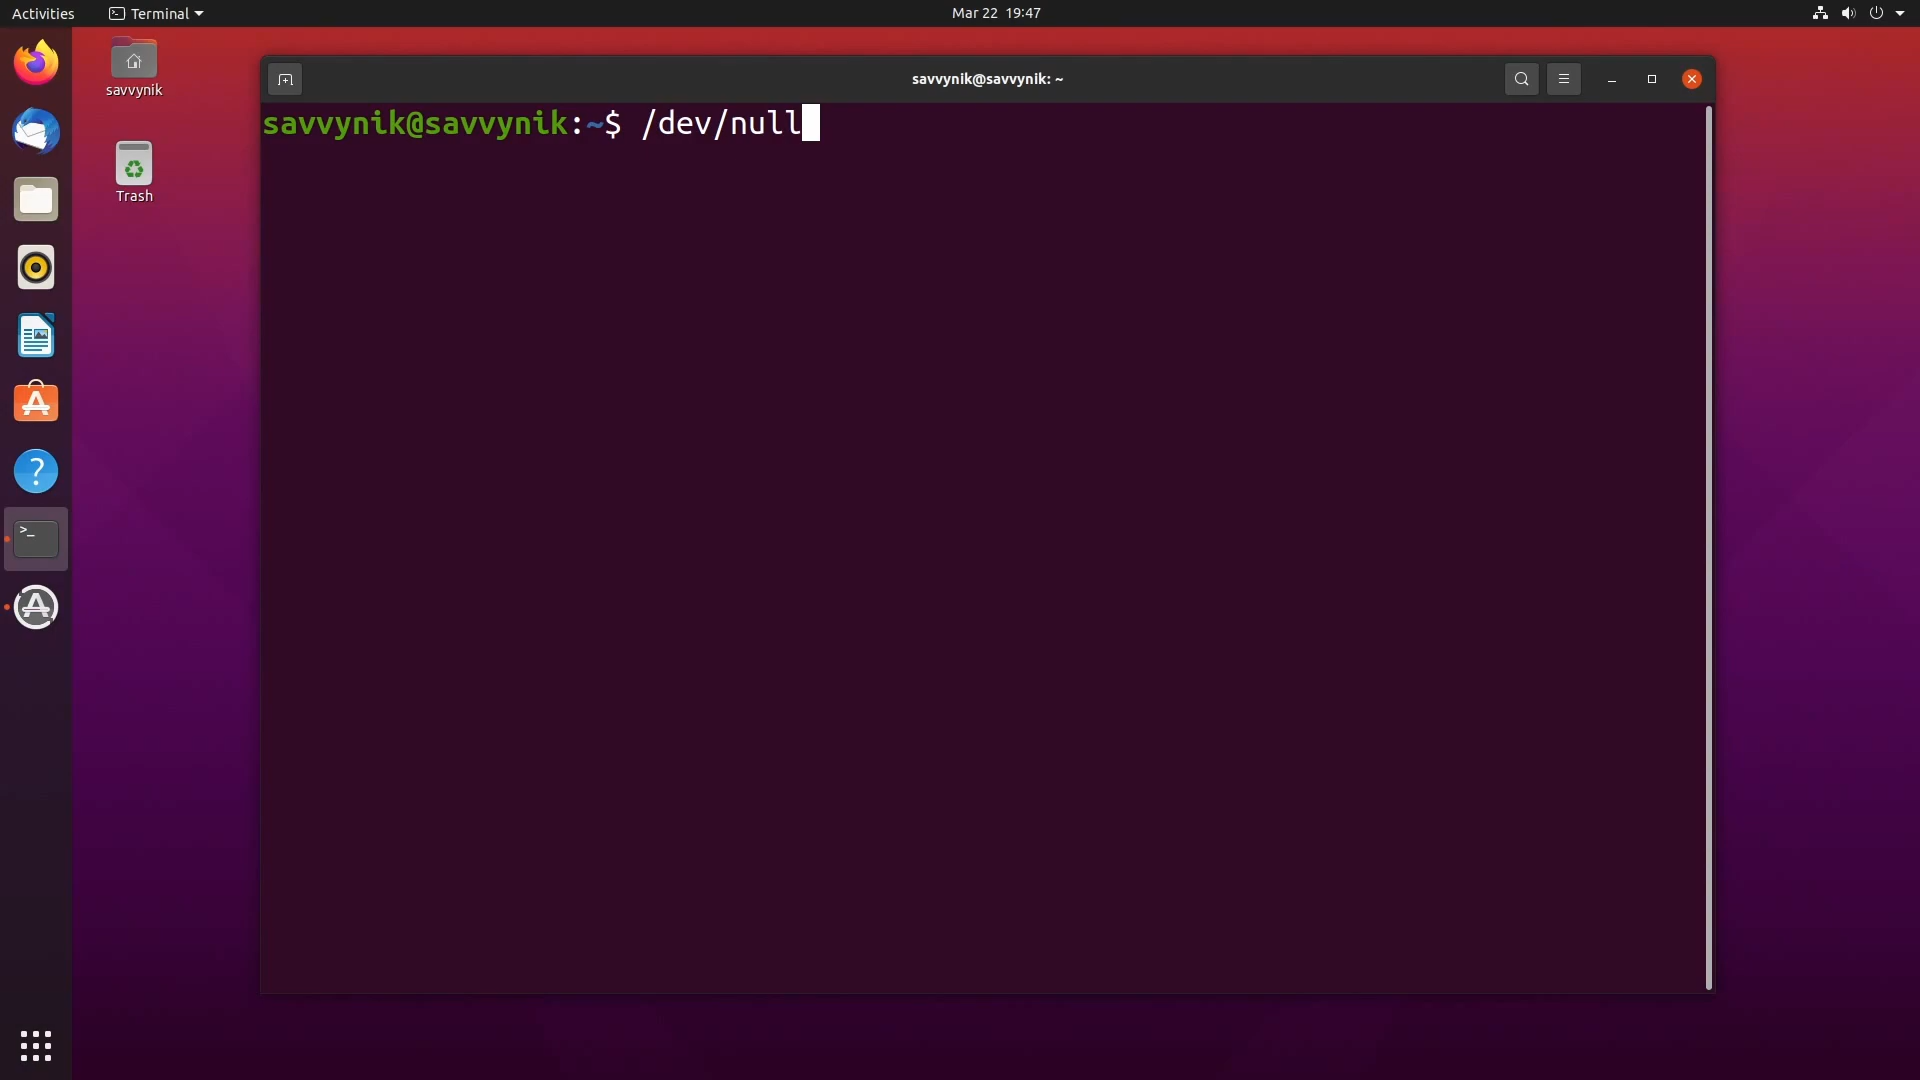 Activities
Terminal
Mar 22 19:47
savvynik
Trash
savvynik@savvynik: ~
savvynik@savvynik:~$ /dev/null